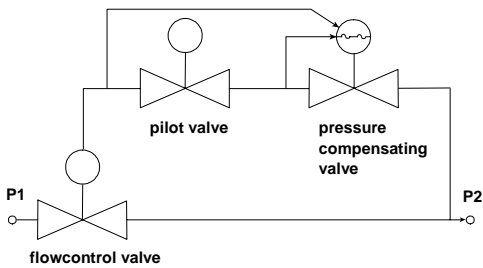 pilot valve
pressure
compensating
valve
P1
P2
flowcontrol valve